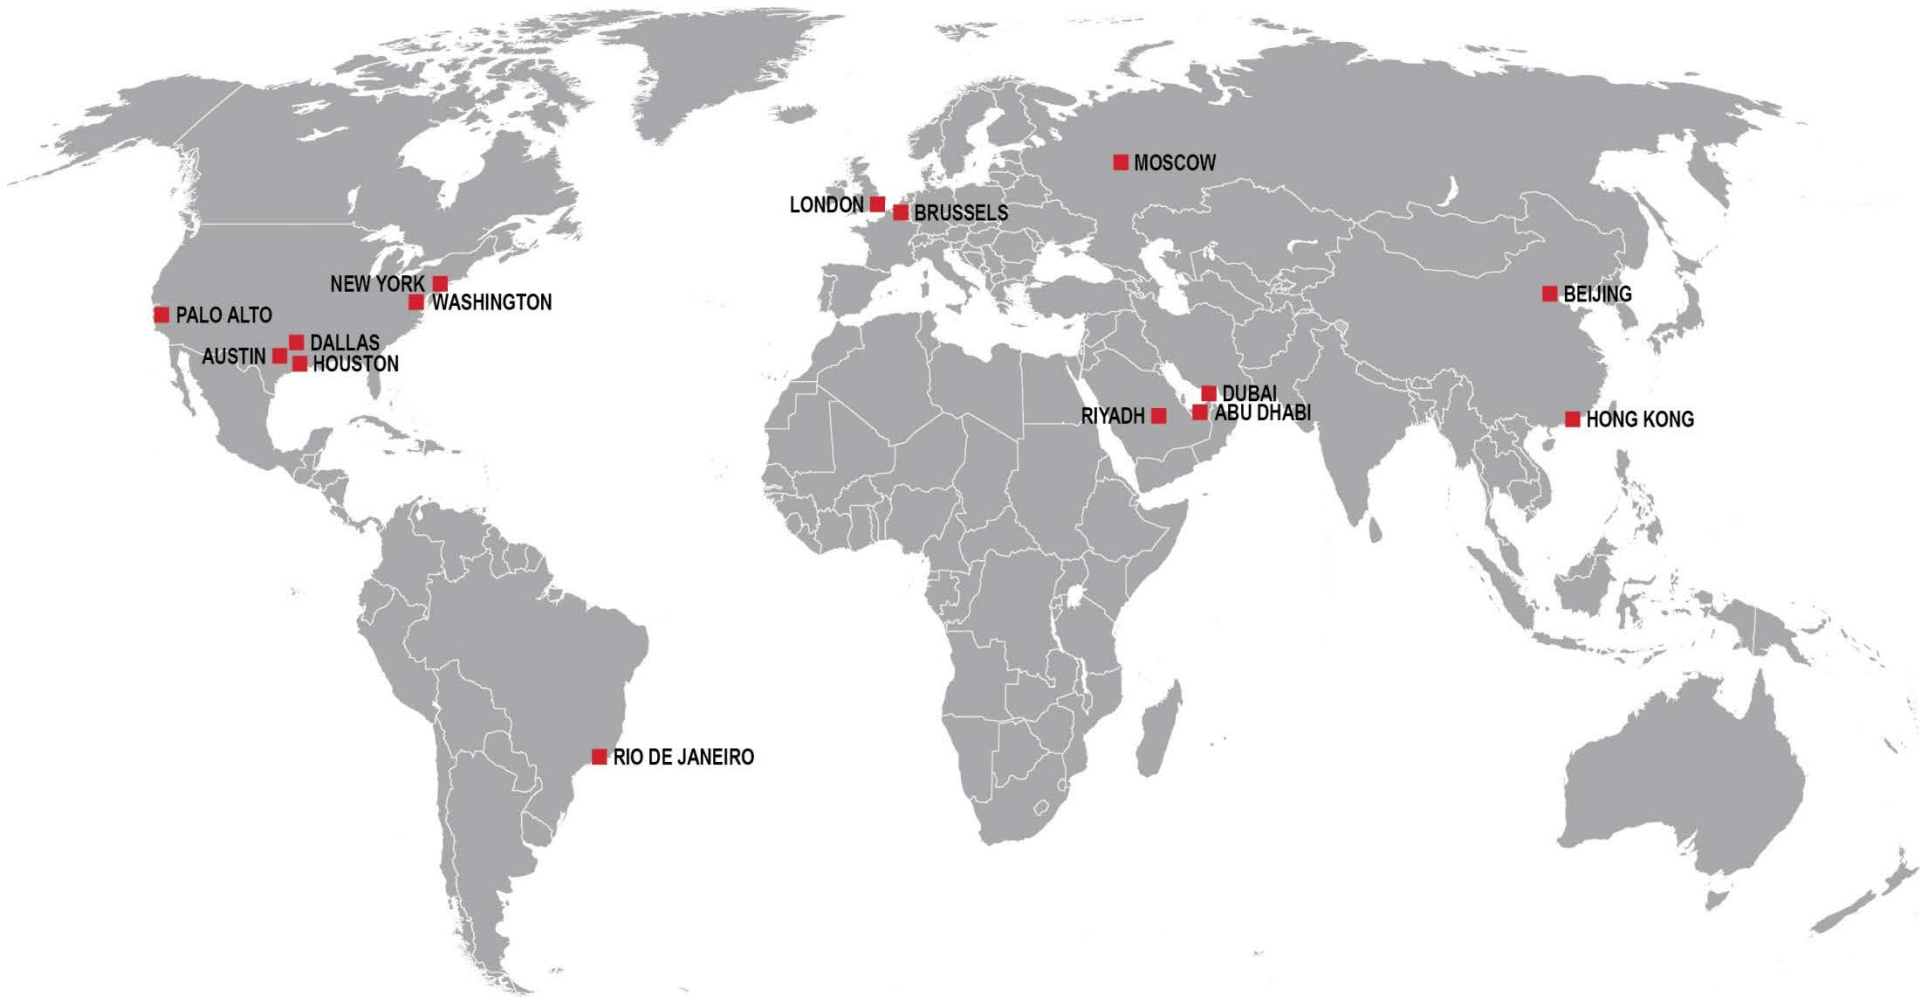 MOSCOW
LONDON
BRUSSELS
NEW YORK
WASHINGTON
BEIJING
PALO ALTO
DALLAS
AUSTIN
HOUSTON
DUBAI
ABU DHABI
RIYADH
HONG KONG
RIO DE JANEIRO